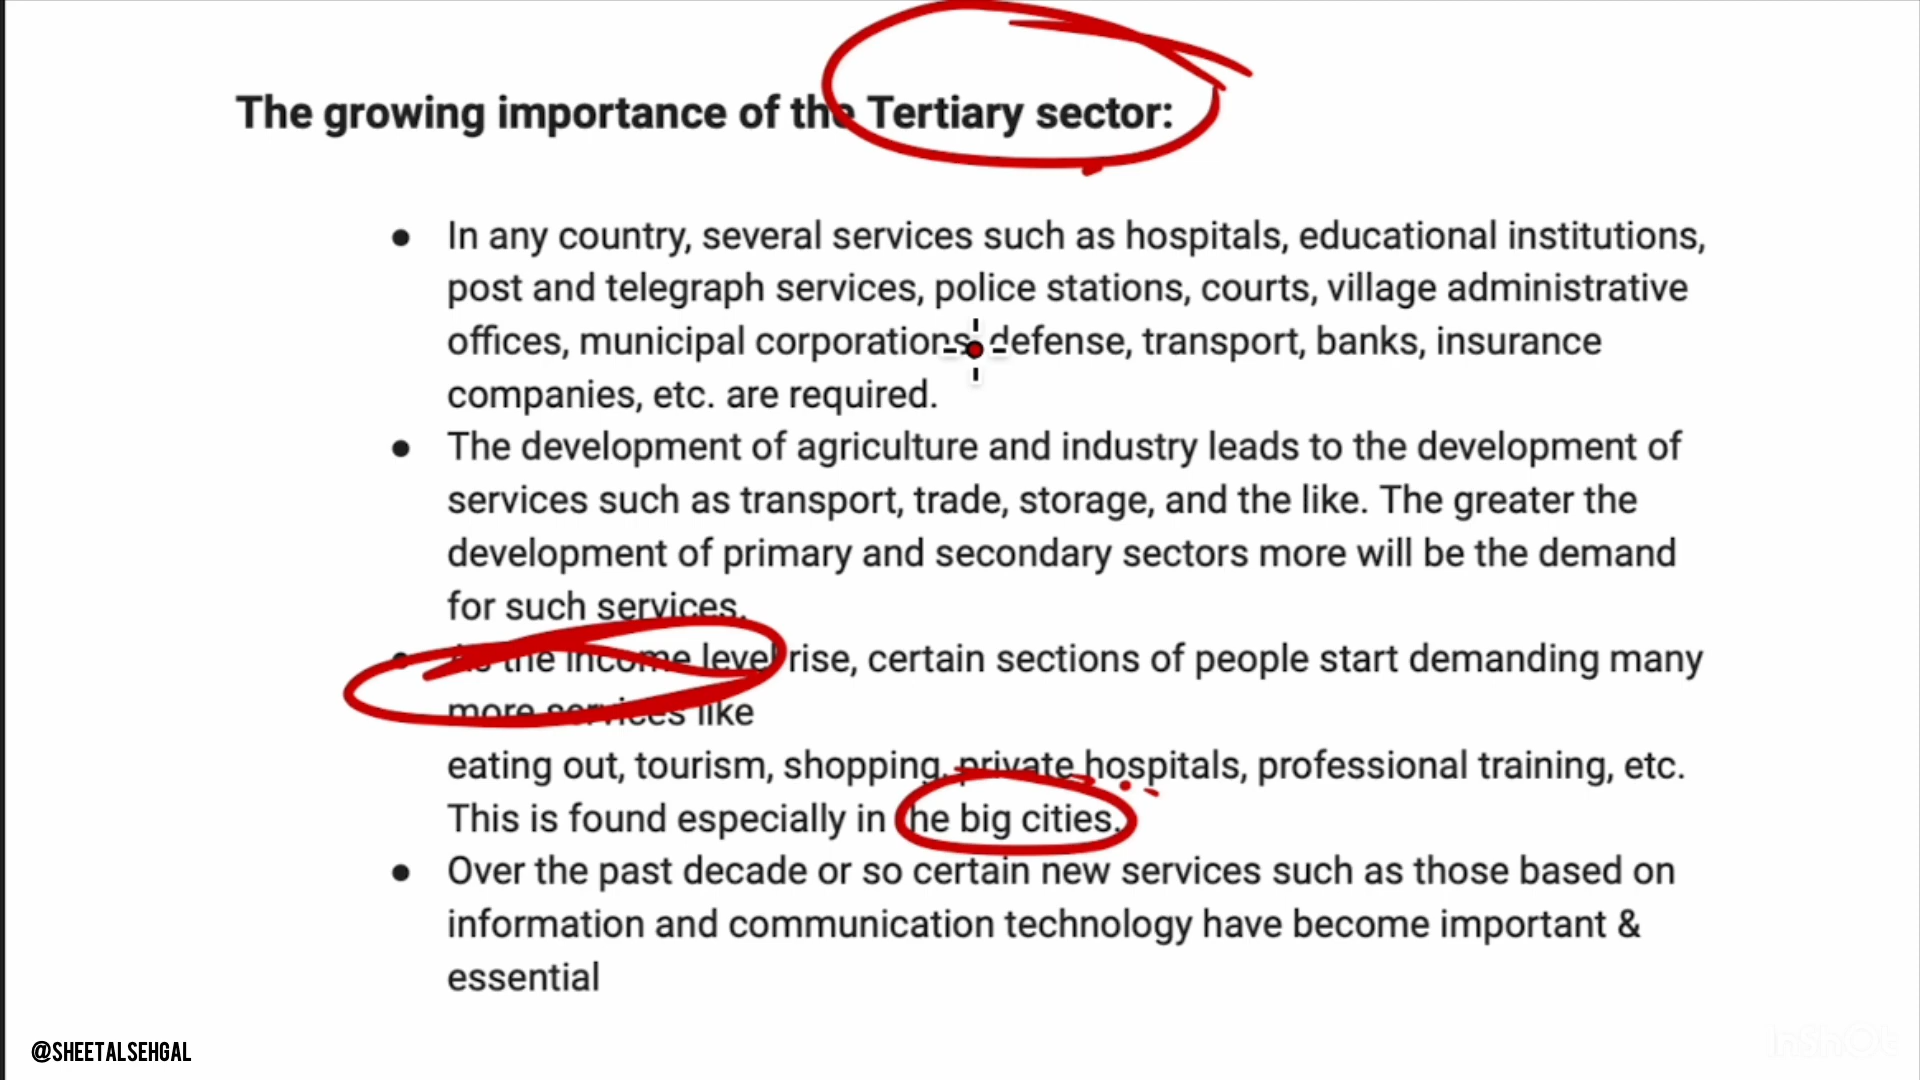 The growing importance of the Tertiary sector:
● In any country, several services such as hospitals, educational institutions,
post and telegraph services, police stations, courts, village administrative
offices, municipal corporations, defense, transport, banks, insurance
companies, etc. are required.
● The development of agriculture and industry leads to the development of
services such as transport, trade, storage, and the like. The greater the
development of primary and secondary sectors more will be the demand
for such services.
● As the income level rise, certain sections of people start demanding many
more services like
eating out, tourism, shopping, private hospitals, professional training, etc.
This is found especially in the big cities.
● Over the past decade or so certain new services such as those based on
information and communication technology have become important &
essential
@SHEETALSEHGAL
InShOt